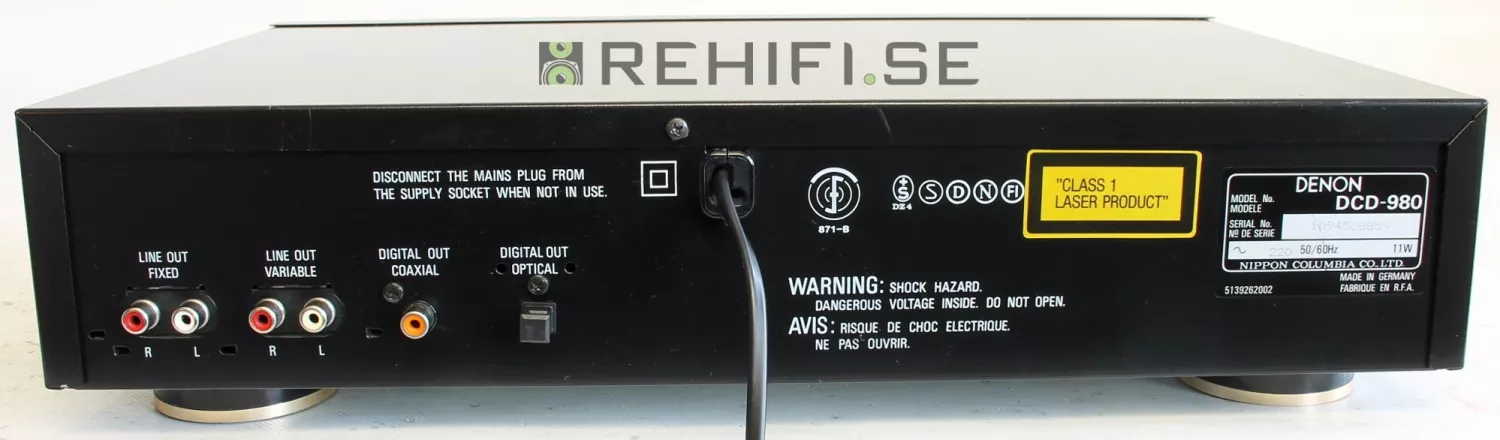 REHIFI.SE
DISCONNECT THE MAINS PLUG FROM
THE SUPPLY SOCKET WHEN NOT IN USE.
LINE OUT
FIXED
R L
LINE OUT
VARIABLE
R L
DIGITAL OUT
COAXIAL
DIGITAL OUT
OPTICAL
871-B
S
DZ4
S
D
N
FI
"CLASS 1
LASER PRODUCT"
WARNING: SHOCK HAZARD.
DANGEROUS VOLTAGE INSIDE. DO NOT OPEN.
AVIS: RISQUE DE CHOC ELECTRIQUE.
NE PAS OUVRIR.
DENON
MODEL No.
MODELE
DCD-980
SERIAL No.
Nº DE SERIE
~ 220 50/60Hz 11W
NIPPON COLUMBIA CO., LTD.
MADE IN GERMANY
5139262002 FABRIQUE EN R.F.A.